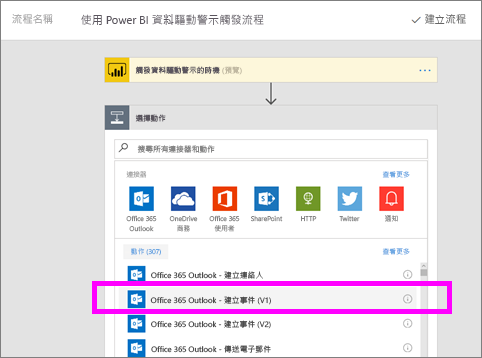 流程名稱 使用 Power BI 資料驅動警示觸發流程 建立流程
觸發資料驅動警示的時機 (預覽)
選擇動作
搜尋所有連接器和動作
連接器 查看更多
Office 365 Outlook
OneDrive 商務
Office 365 使用者
SharePoint
HTTP
Twitter
通知
動作 (307) 查看更多
Office 365 Outlook - 建立連絡人
Office 365 Outlook - 建立事件 (V1)
Office 365 Outlook - 建立事件 (V2)
Office 365 Outlook - 傳送電子郵件